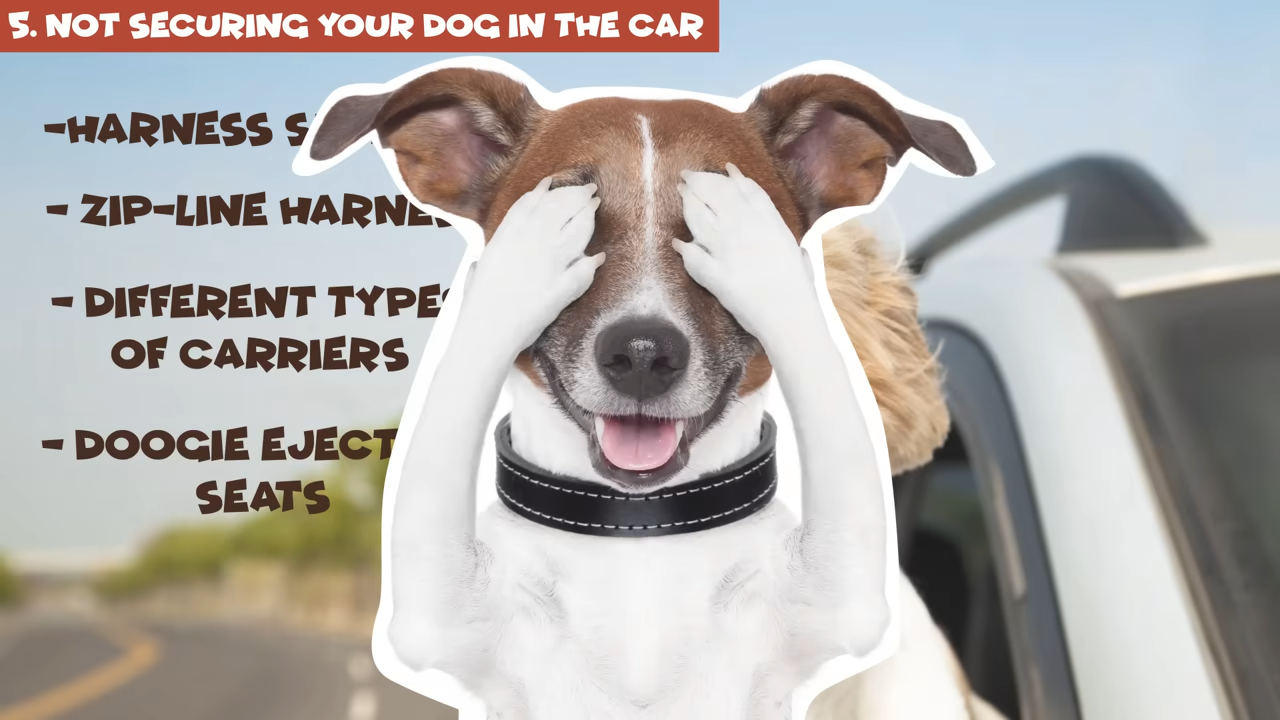 5. NOT SECURING YOUR DOG IN THE CAR
-HARNESS
- ZIP-LINE
- DIFFERENT TYPES
OF CARRIERS
- DOOGIE
SEATS